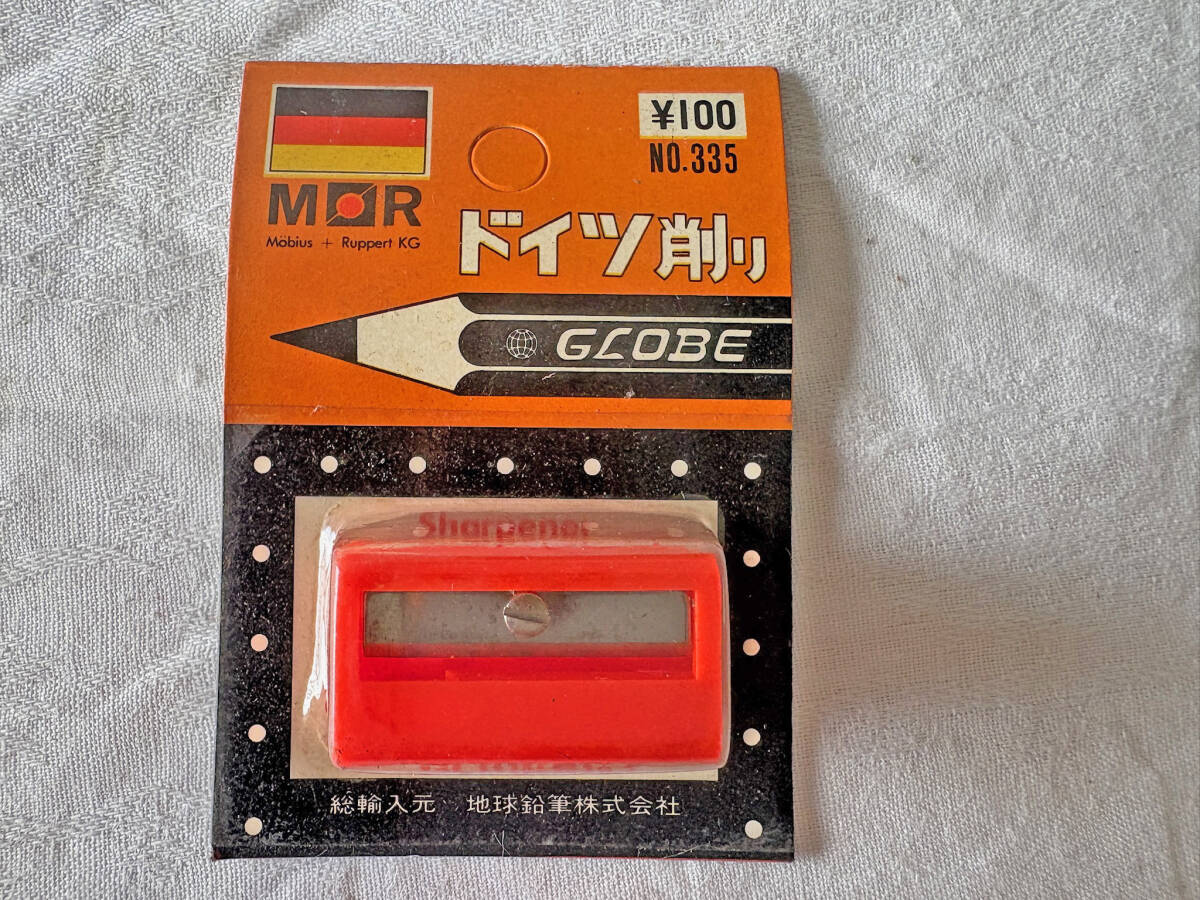 ¥100
NO.335
M R
Möbius + Ruppert KG
ドイツ削り
GLOBE
Sharpener
総輸入元 地球鉛筆株式会社